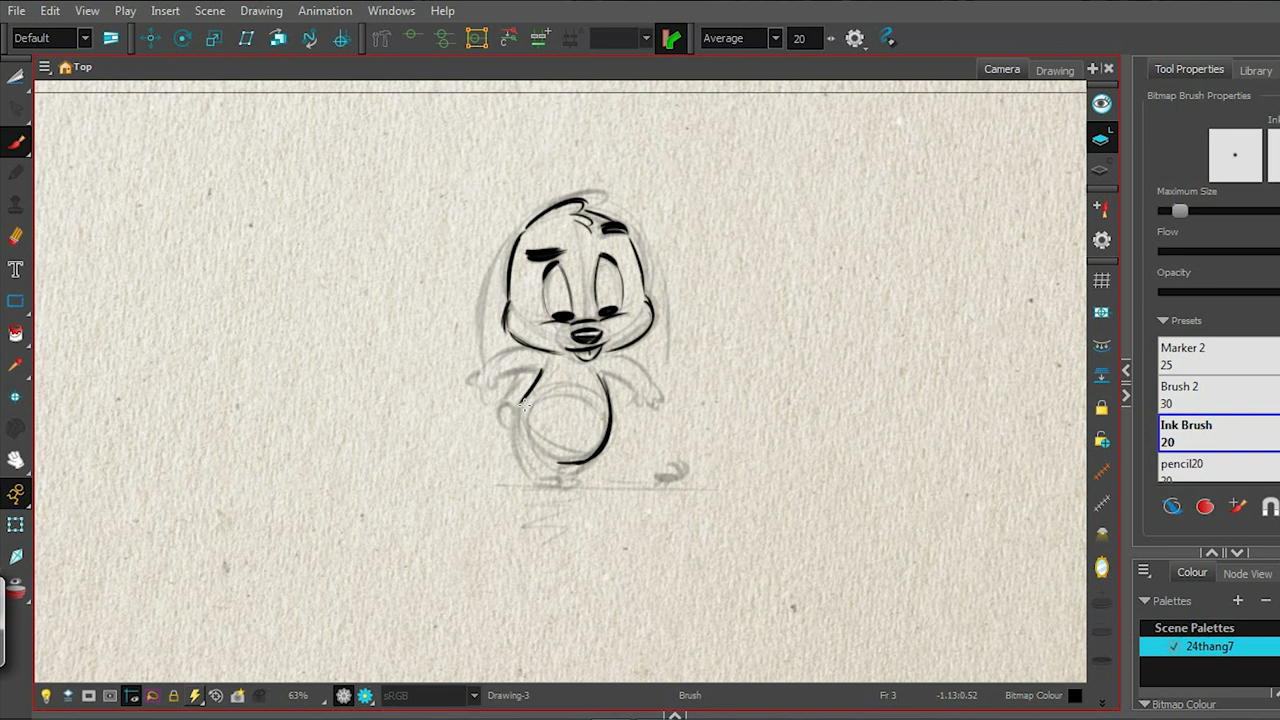 File Edit View Play Insert Scene Drawing Animation Windows Help
Default Average 20
Top Camera Drawing
Tool Properties Library
Bitmap Brush Properties
Maximum Size
Flow
Opacity
Presets
Marker 2
25
Brush 2
30
Ink Brush
20
pencil20
Colour Node View
Palettes
Scene Palettes
24thang7
Bitmap Colour
63% sRGB Drawing-3 Brush Fr 3 -1.13:0.52 Bitmap Colour